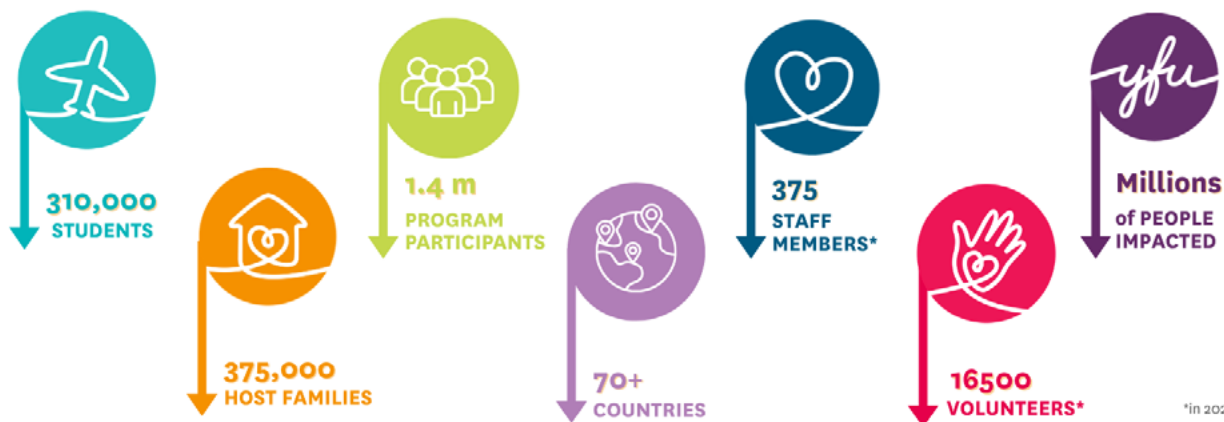 yfu
310,000
STUDENTS
375,000
HOST FAMILIES
1.4 m
PROGRAM
PARTICIPANTS
70+
COUNTRIES
375
STAFF
MEMBERS*
16500
VOLUNTEERS*
Millions
of PEOPLE
IMPACTED
*in 202